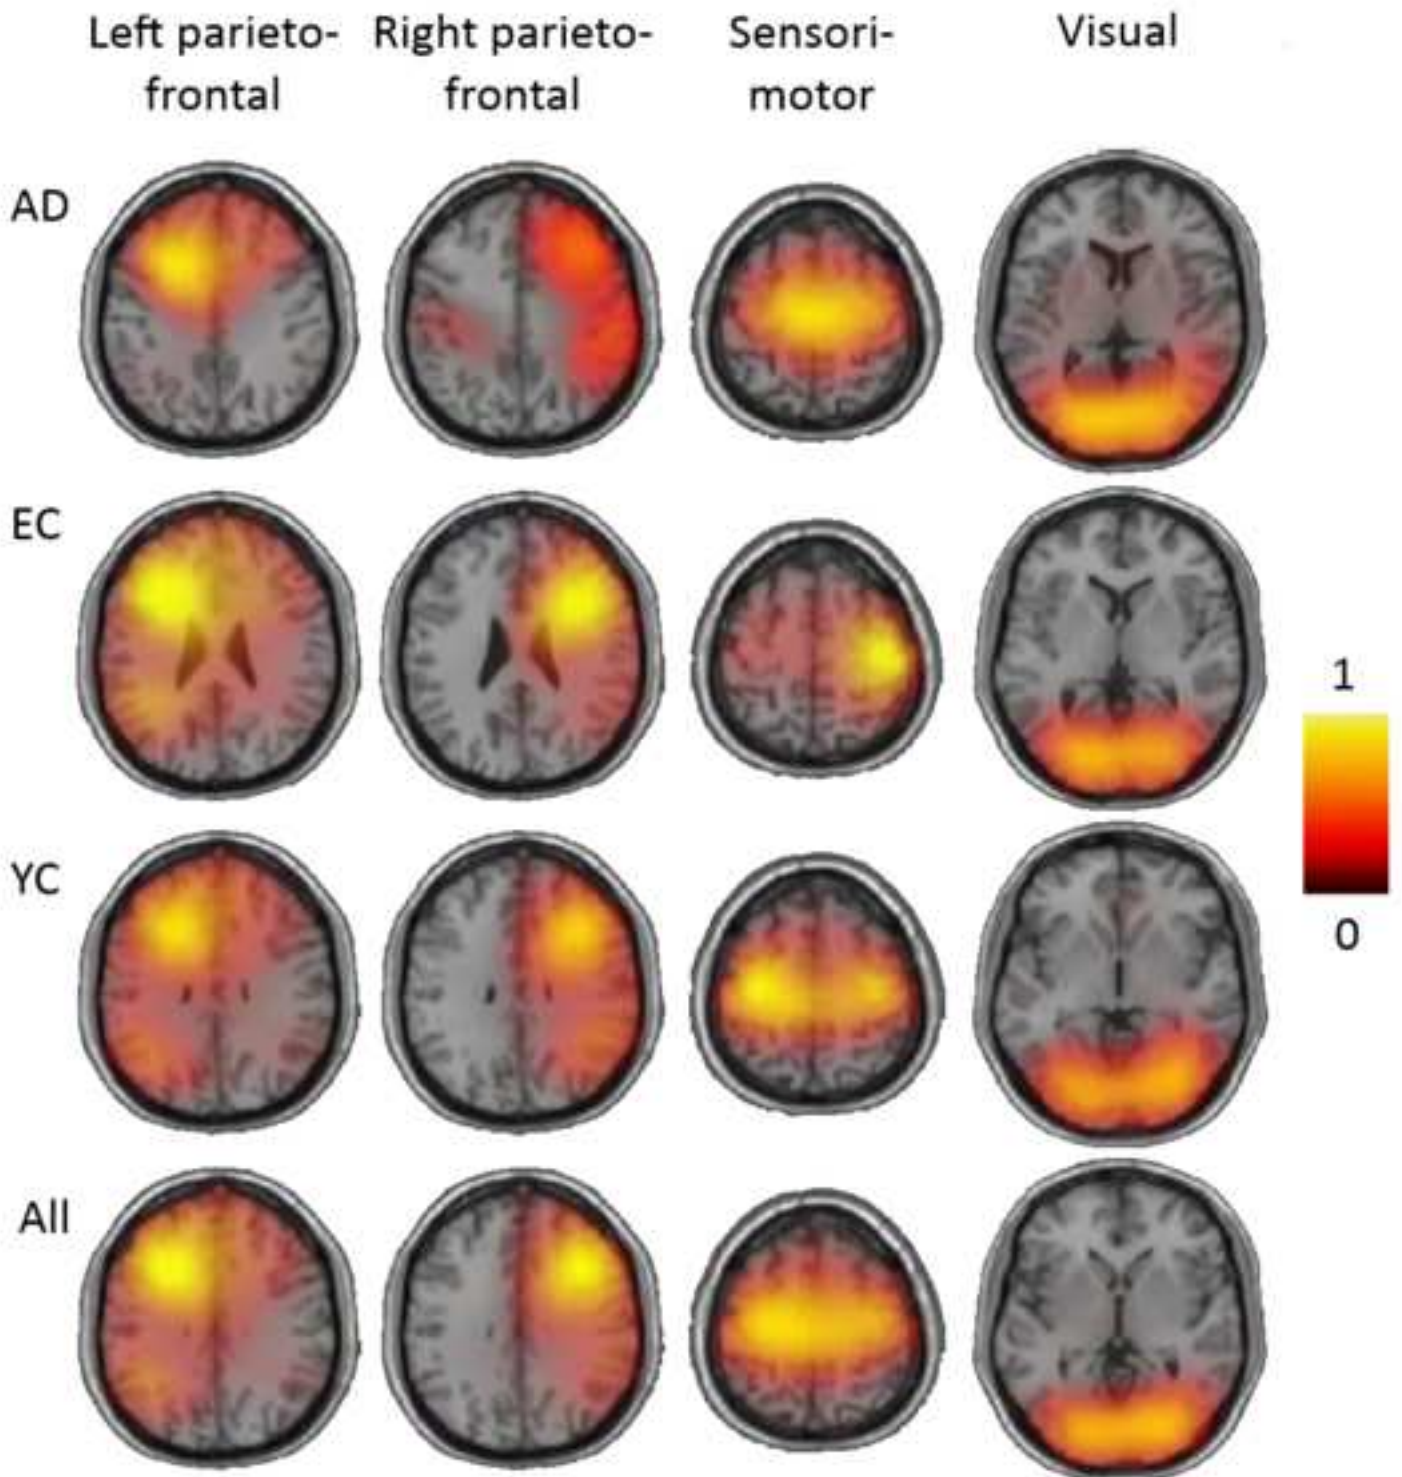 Left parieto-
frontal
Right parieto-
frontal
Sensori-
motor
Visual
AD
EC
YC
All
1
0